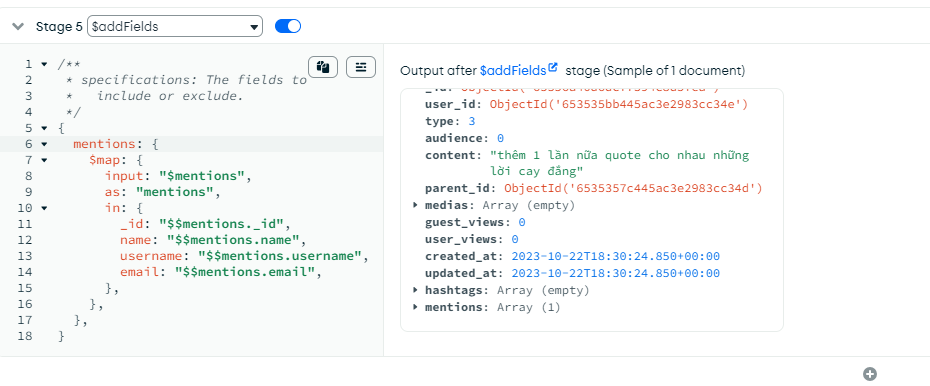 Stage 5 $addFields
1 /**
2 * specifications: The fields to
3 * include or exclude.
4 */
5 {
6 mentions: {
7 $map: {
8 input: "$mentions",
9 as: "mentions",
10 in: {
11 _id: "$$mentions._id",
12 name: "$$mentions.name",
13 username: "$$mentions.username",
14 email: "$$mentions.email",
15 },
16 },
17 },
18 }
Output after $addFields stage (Sample of 1 document)
user_id: ObjectId('653535bb445ac3e2983cc34e')
type: 3
audience: 0
content: "thêm 1 lần nữa quote cho nhau những
lời cay đắng"
parent_id: ObjectId('6535357c445ac3e2983cc34d')
medias: Array (empty)
guest_views: 0
user_views: 0
created_at: 2023-10-22T18:30:24.850+00:00
updated_at: 2023-10-22T18:30:24.850+00:00
hashtags: Array (empty)
mentions: Array (1)